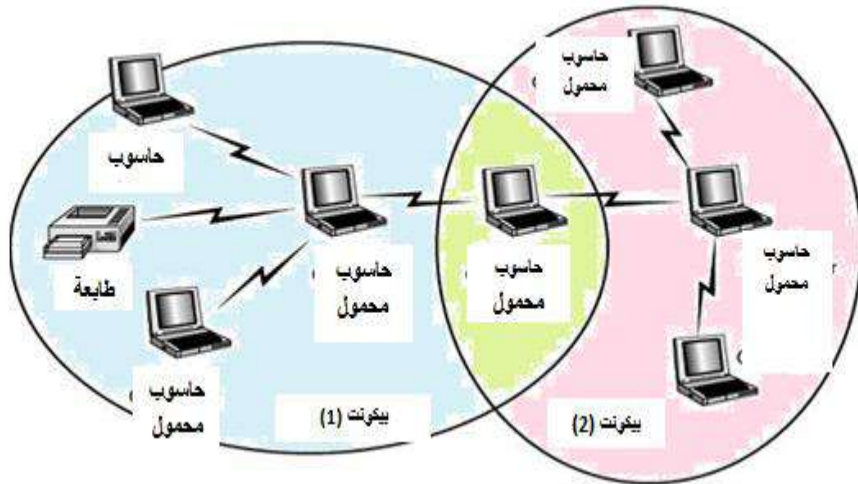 حاسوب
محمول
حاسوب
حاسوب
محمول
حاسوب
محمول
حاسوب
محمول
طابعة
حاسوب
محمول
بيكونت (1)
بيكونت (2)